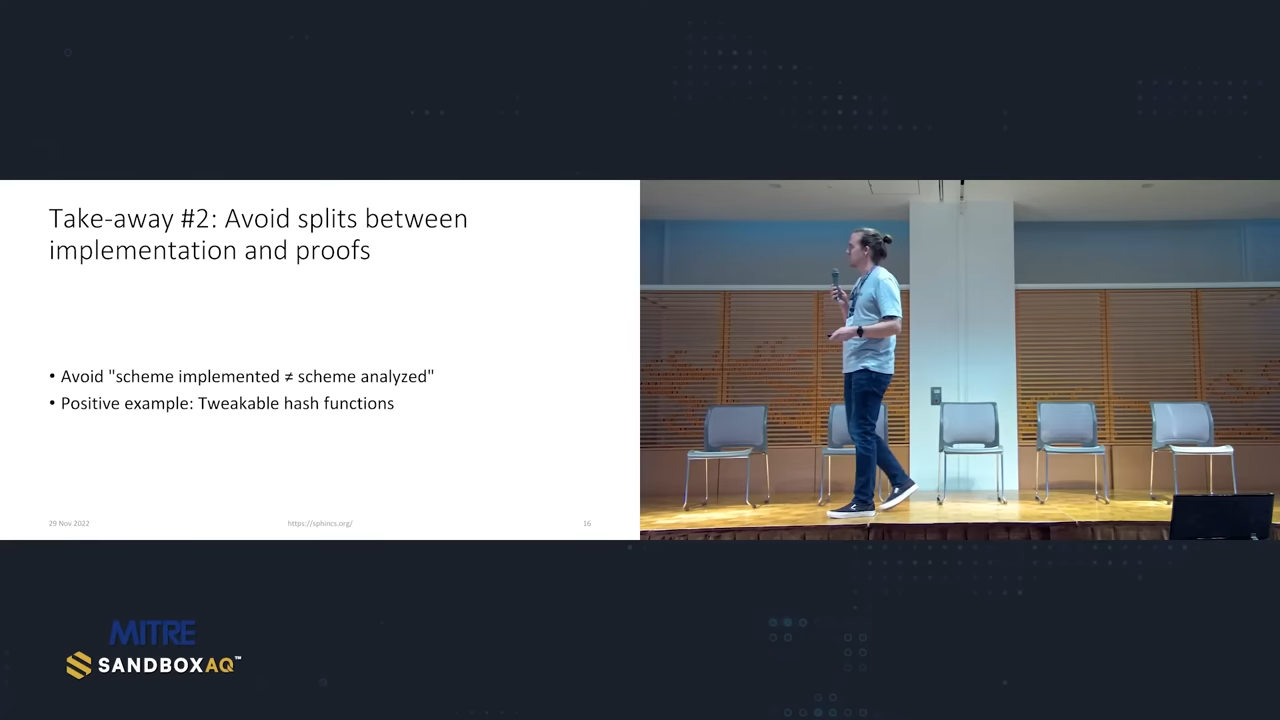 Take-away #2: Avoid splits between
implementation and proofs
• Avoid "scheme implemented ≠ scheme analyzed"
• Positive example: Tweakable hash functions
29 Nov 2022
https://sphincs.org/
16
MITRE
SANDBOXAQ™